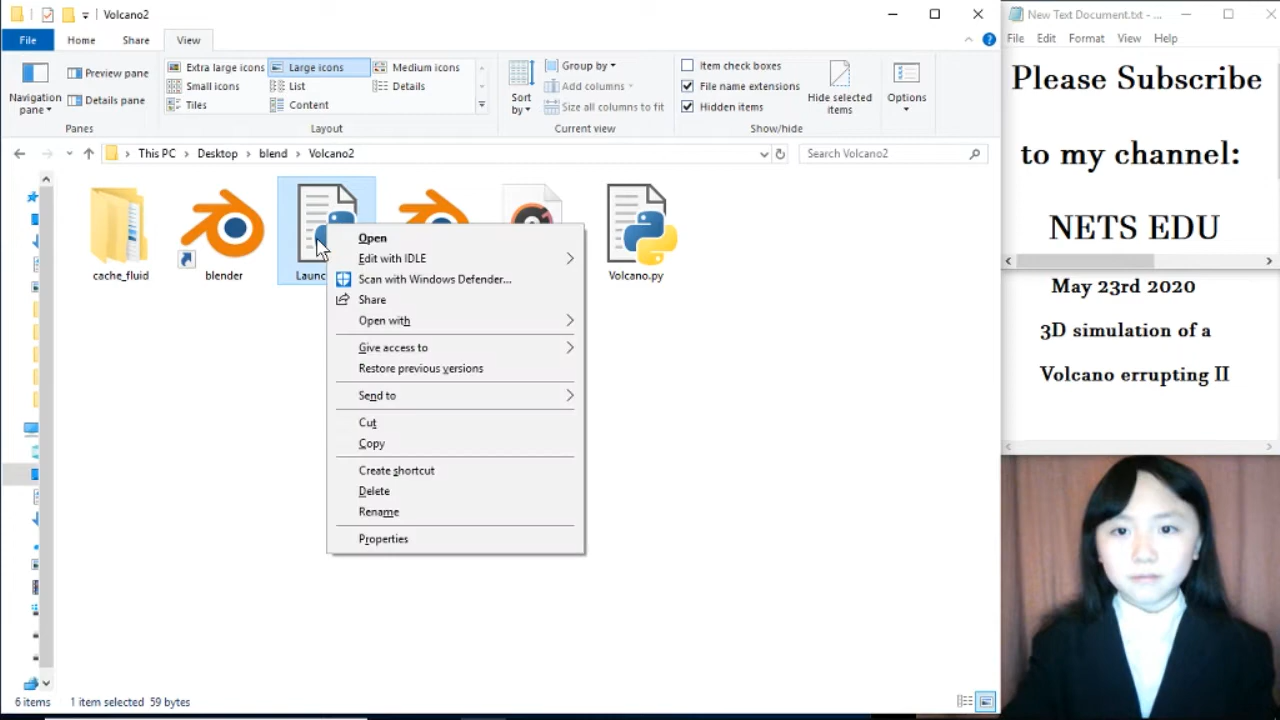 Volcano2
File
Home
Share
View
Navigation
pane
Preview pane
Details pane
Panes
Extra large icons
Large icons
Medium icons
Small icons
List
Details
Tiles
Content
Layout
Sort
by
Group by
Add columns
Size all columns to fit
Current view
Item check boxes
File name extensions
Hidden items
Hide selected
items
Show/hide
Options
This PC
Desktop
blend
Volcano2
Search Volcano2
cache_fluid
blender
Launc
Volcano.py
Open
Edit with IDLE
Scan with Windows Defender...
Share
Open with
Give access to
Restore previous versions
Send to
Cut
Copy
Create shortcut
Delete
Rename
Properties
6 items
1 item selected
59 bytes
New Text Document.txt - ...
File
Edit
Format
View
Help
Please Subscribe
to my channel:
NETS EDU
May 23rd 2020
3D simulation of a
Volcano errupting II